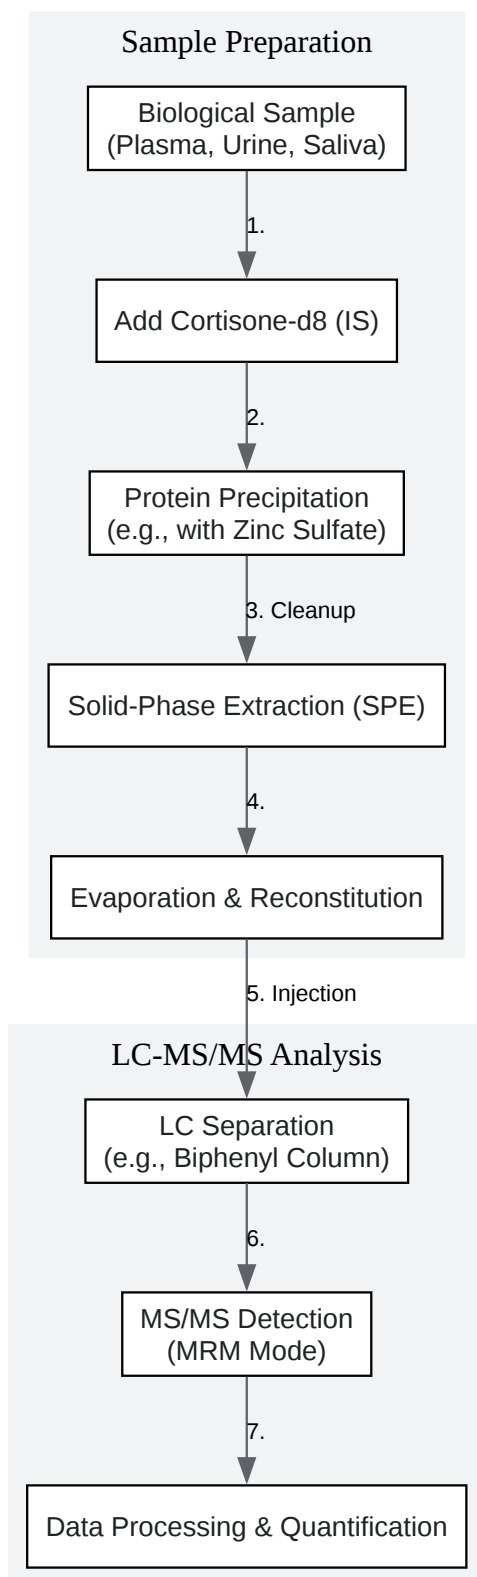 Sample Preparation
Biological Sample
(Plasma, Urine, Saliva)
1.
Add Cortisone-d8 (IS)
2.
Protein Precipitation
(e.g., with Zinc Sulfate)
3. Cleanup
Solid-Phase Extraction (SPE)
4.
Evaporation & Reconstitution
5. Injection
LC-MS/MS Analysis
LC Separation
(e.g., Biphenyl Column)
6.
MS/MS Detection
(MRM Mode)
7.
Data Processing & Quantification